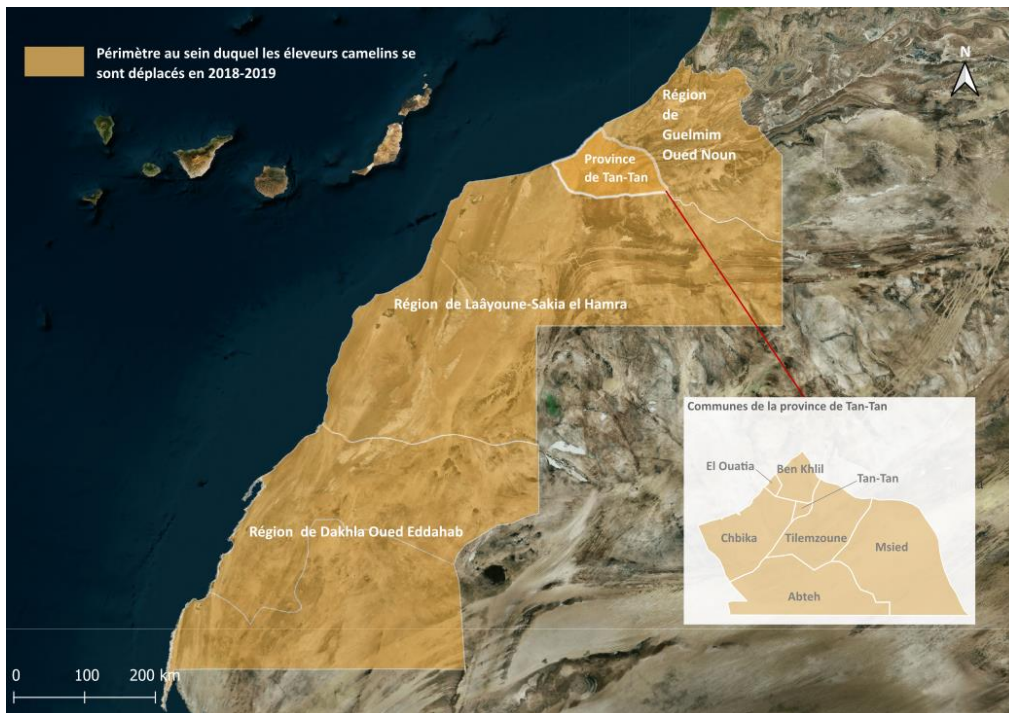 Périmètre au sein duquel les éleveurs camelins se
sont déplacés en 2018-2019
N
Région
de
Guelmim
Oued Noun
Province
de Tan-Tan
Région de Laâyoune-Sakia el Hamra
Communes de la province de Tan-Tan
El Ouatia
Ben Khlil
Tan-Tan
Chbika
Tilemzoune
Msied
Abteh
Région de Dakhla Oued Eddahab
0 100 200 km